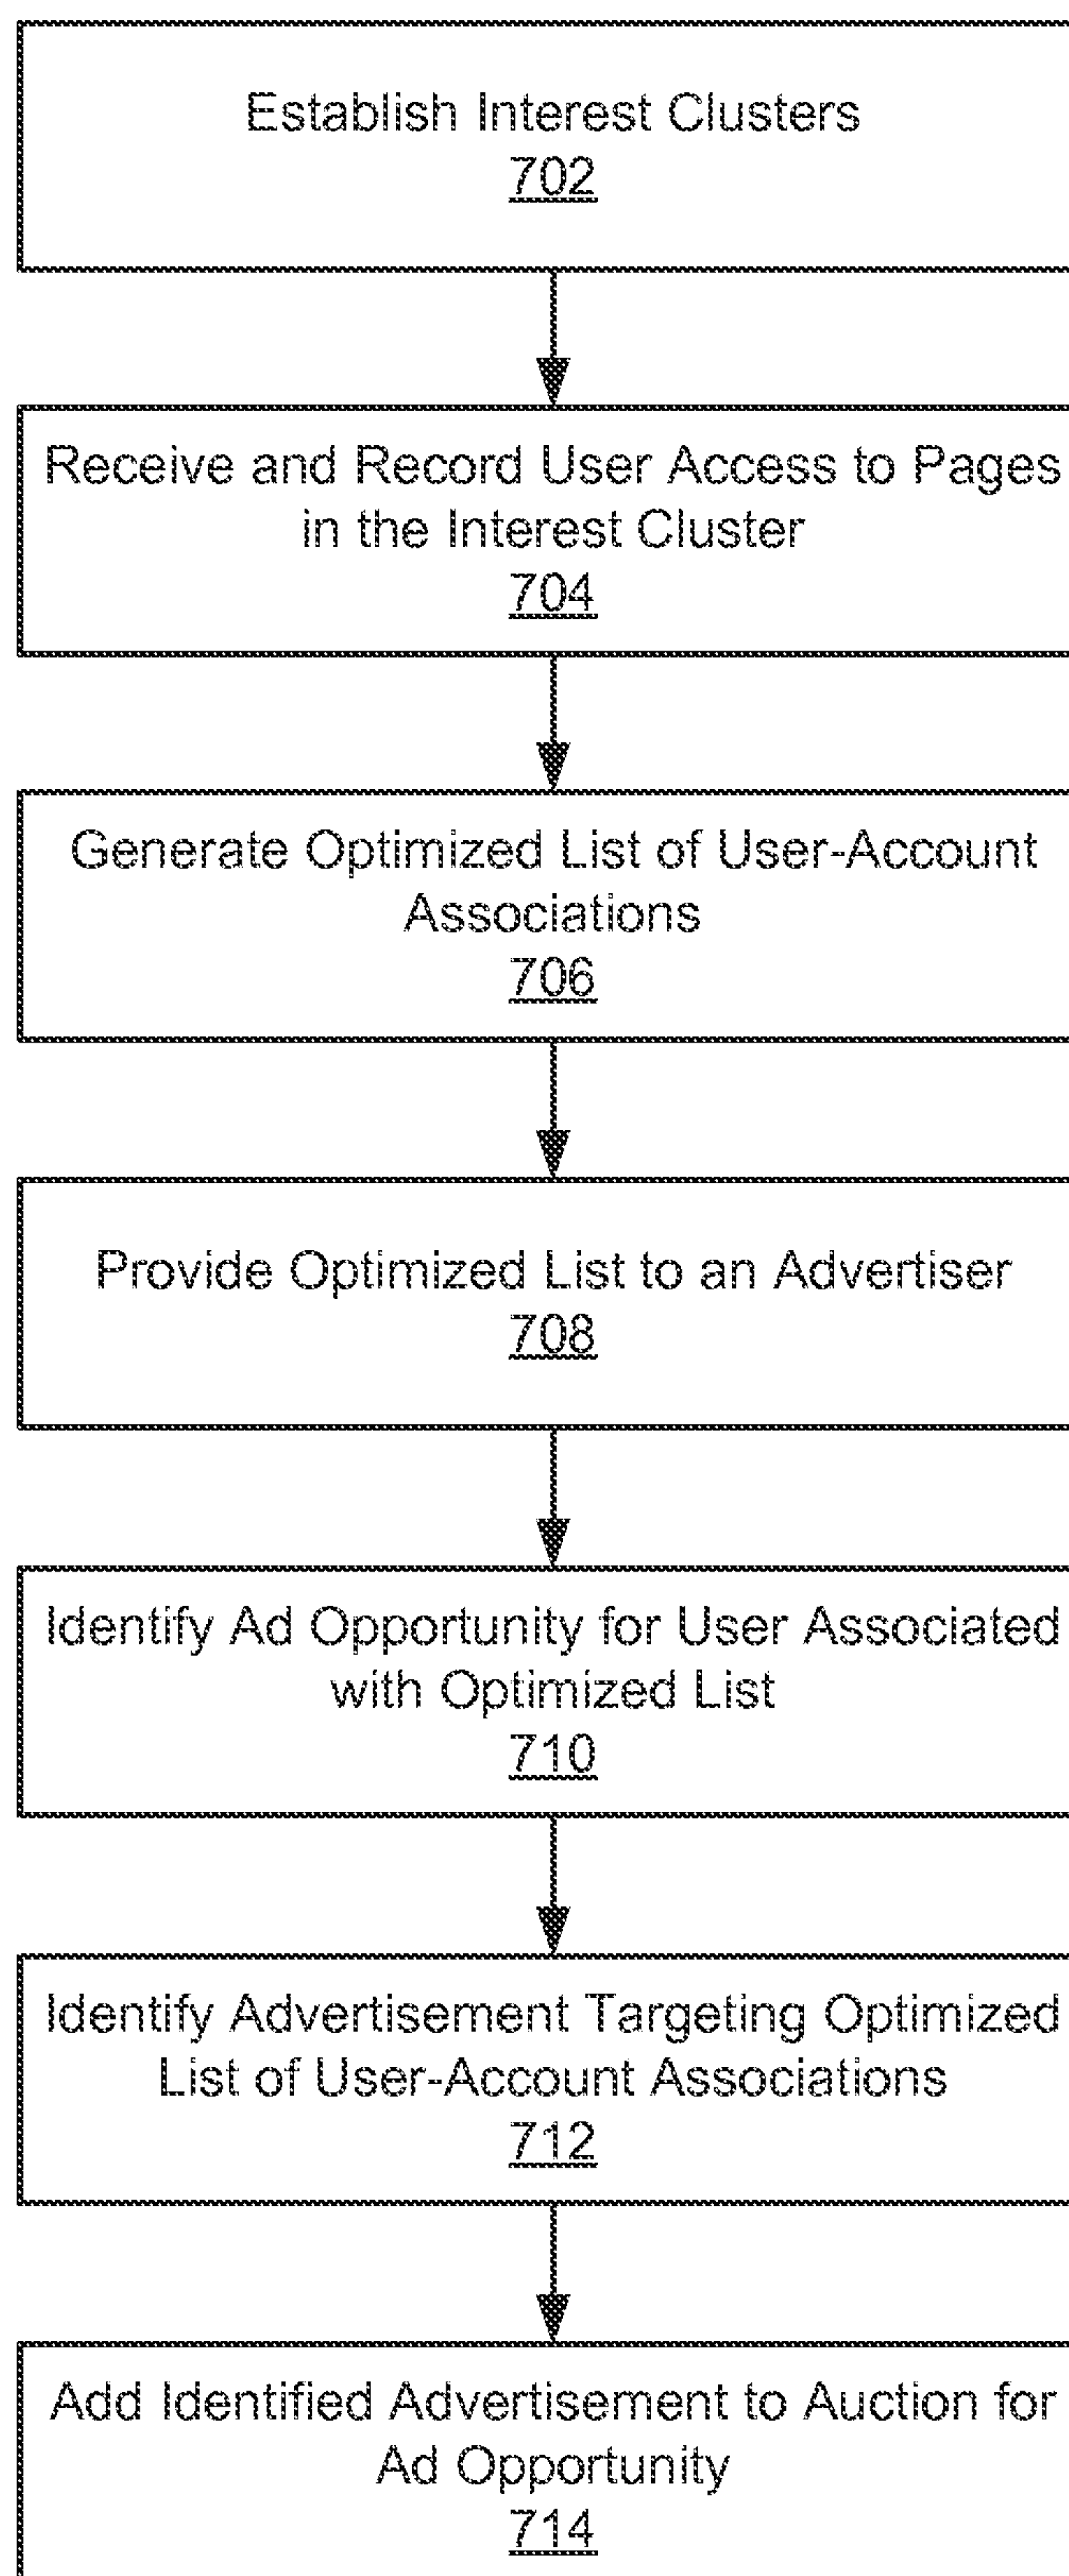 Establish Interest Clusters
702
Receive and Record User Access to Pages
in the Interest Cluster
704
Generate Optimized List of User-Account
Associations
706
Provide Optimized List to an Advertiser
708
Identify Ad Opportunity for User Associated
with Optimized List
710
Identify Advertisement Targeting Optimized
List of User-Account Associations
712
Add Identified Advertisement to Auction for
Ad Opportunity
714